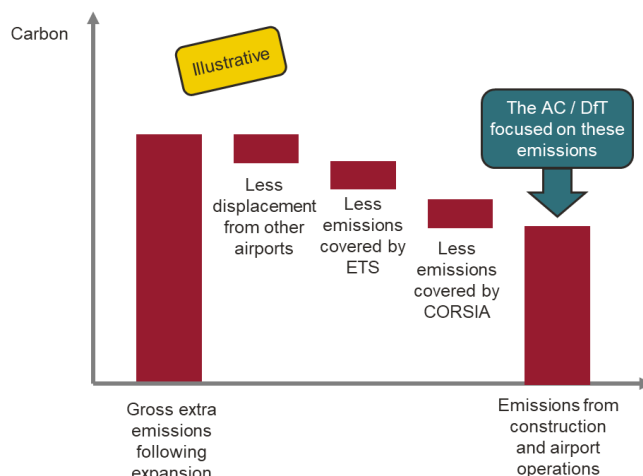 Carbon
Illustrative
The AC / DfT
focused on these
emissions
Less
displacement
from other
airports
Less
emissions
covered by
ETS
Less
emissions
covered by
CORSIA
Gross extra
emissions
following
expansion
Emissions from
construction
and airport
operations